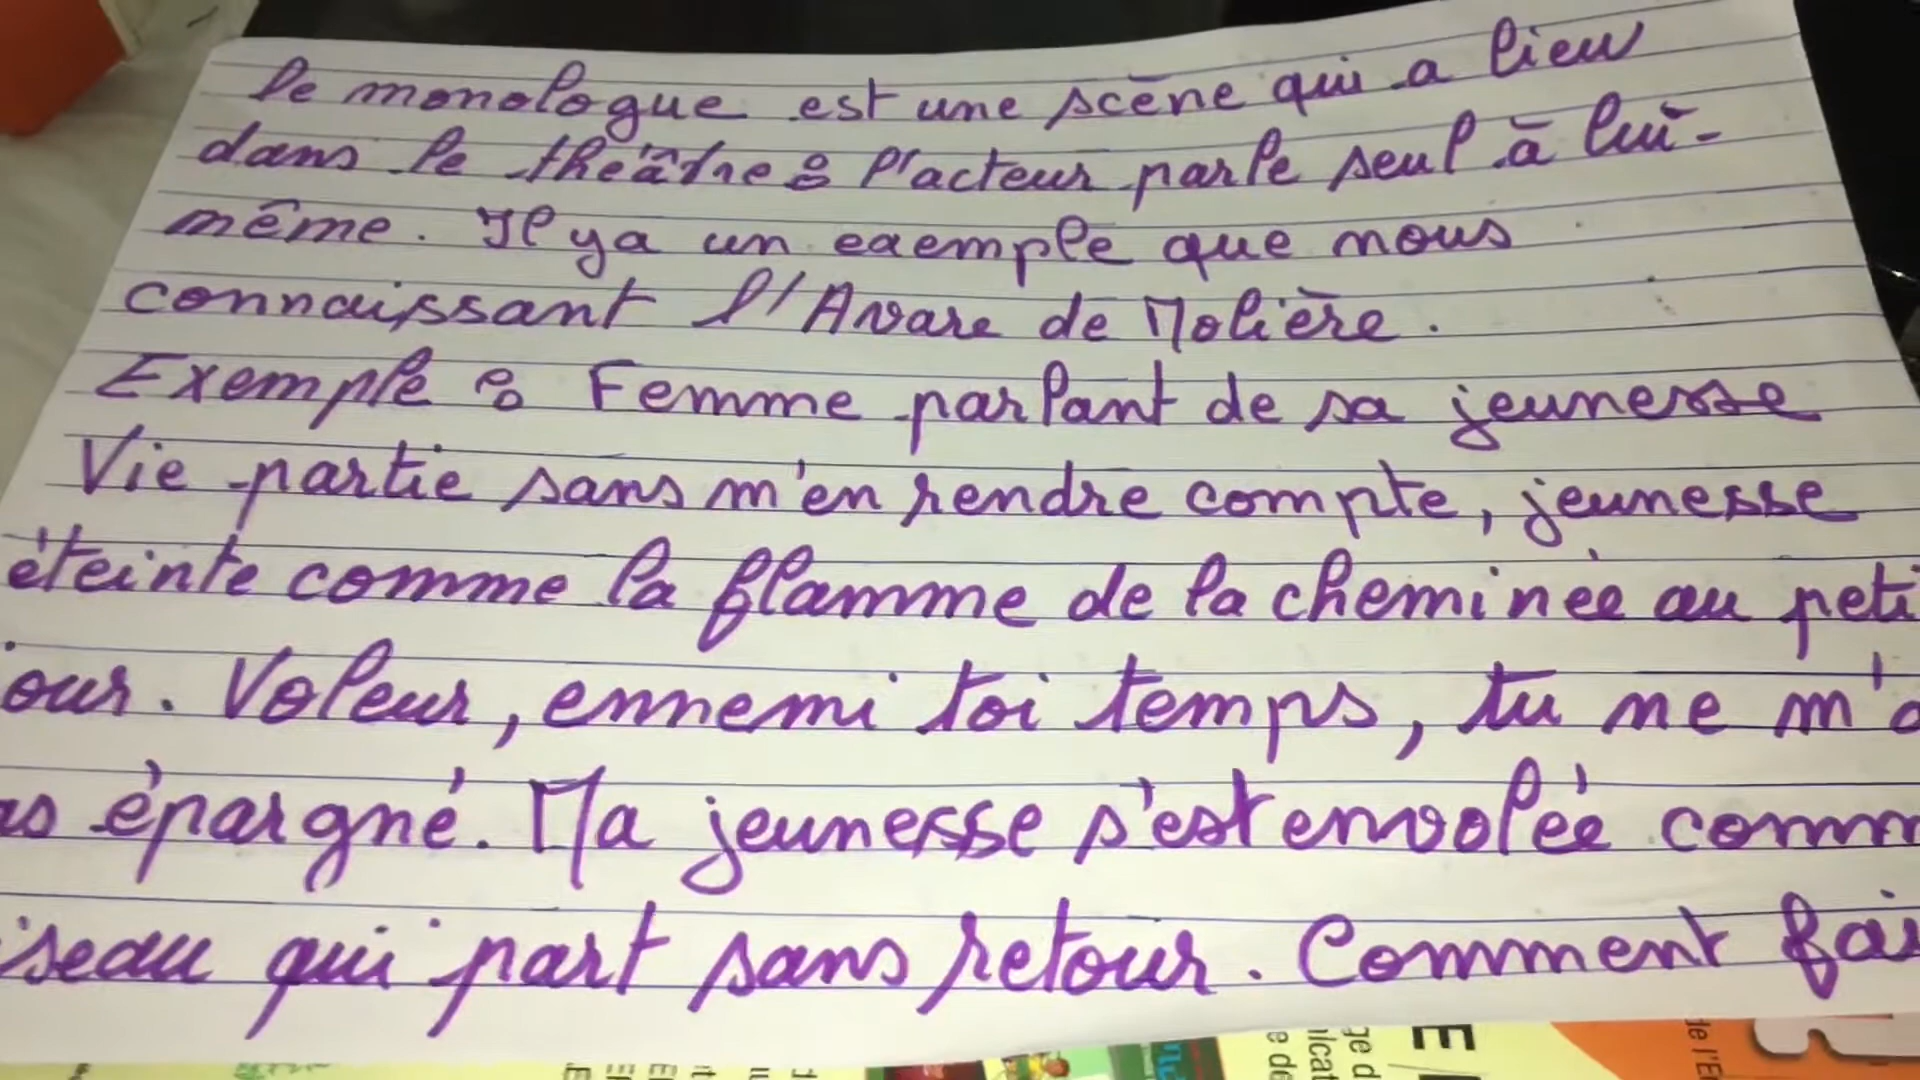 Le monologue est une scène qui a lieu
dans le théâtre : l'acteur parle seul à lui-
même. Il y a un exemple que nous
connaissant l'Avare de Molière.
Exemple : Femme parlant de sa jeunesse
Vie partie sans m'en rendre compte, jeunesse
éteinte comme la flamme de la cheminée au peti
jour. Voleur, ennemi toi temps, tu ne m'a
as épargné. Ma jeunesse s'est envolée comm
iseau qui part sans retour. Comment fai